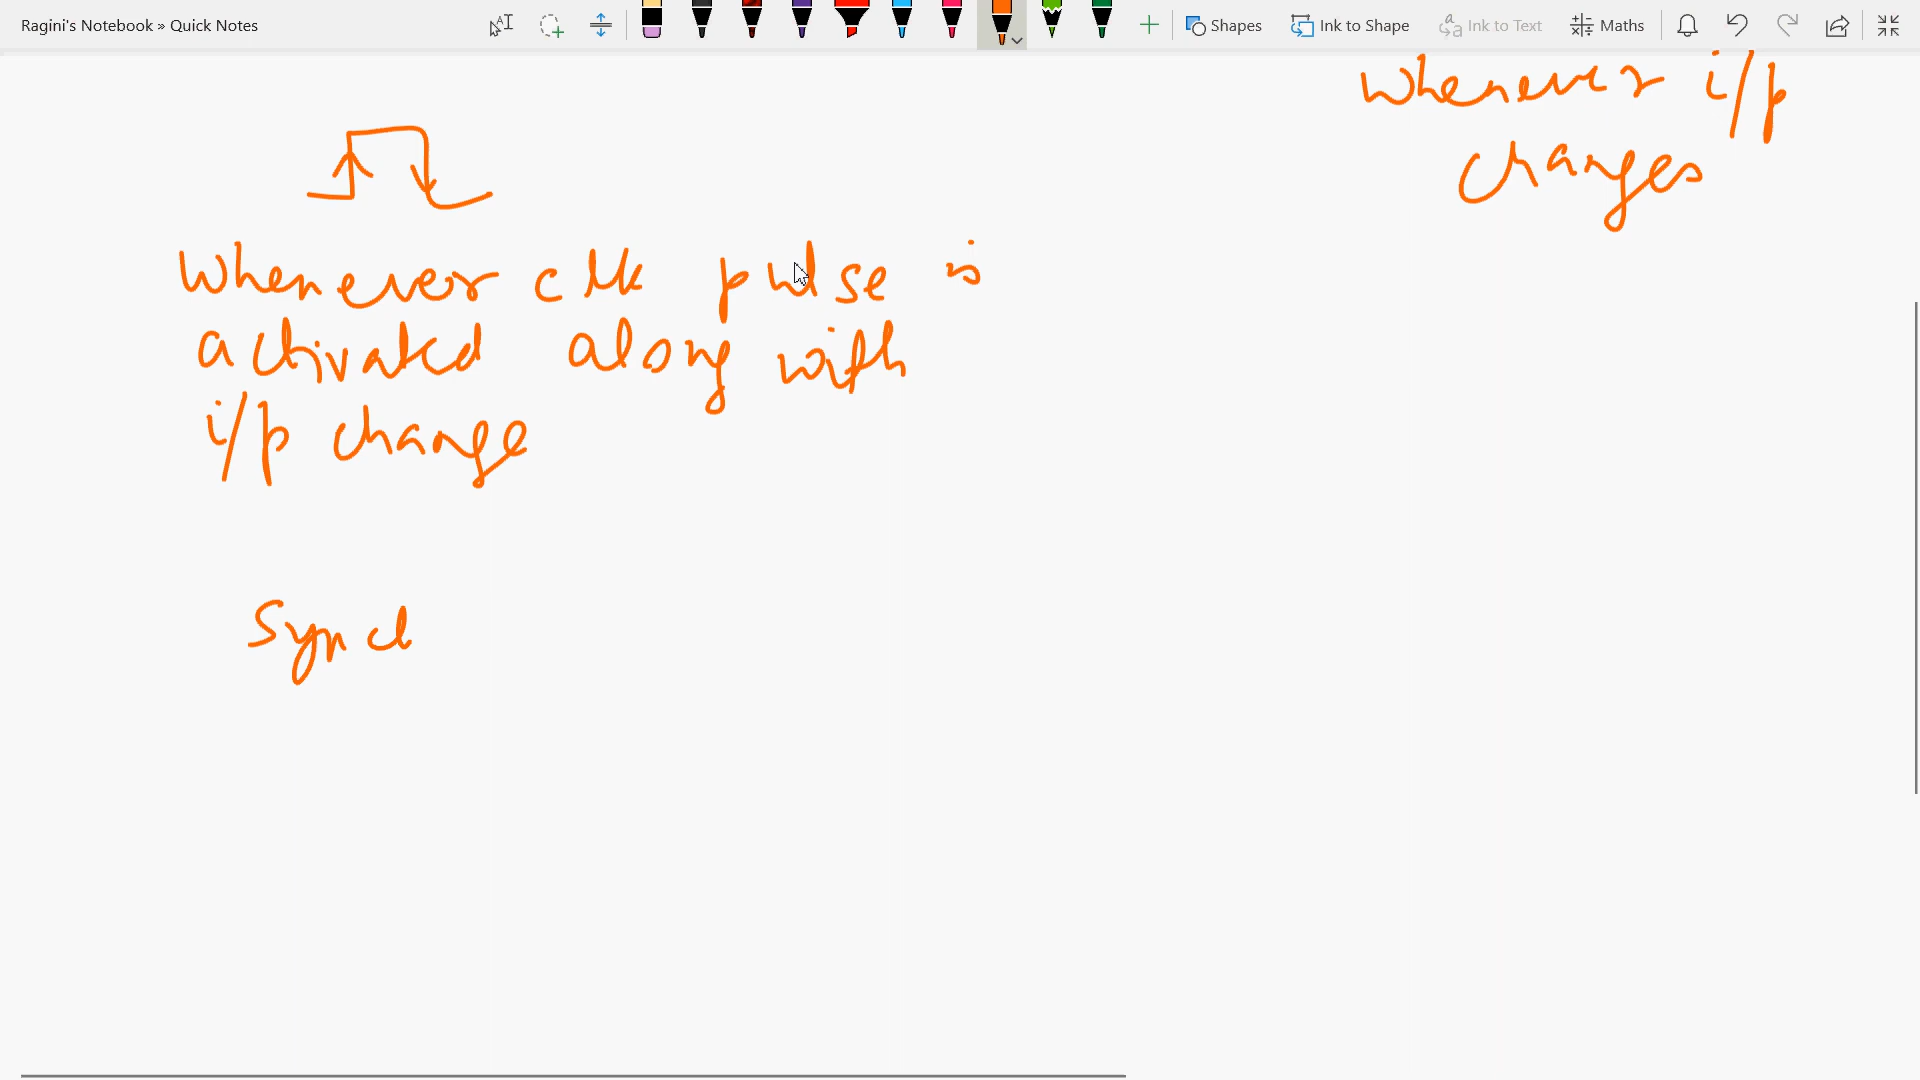 Ragini's Notebook » Quick Notes
Shapes
Ink to Shape
Ink to Text
Maths
whenever i/p
changes
whenever clk pulse is
activated along with
i/p change
Synch